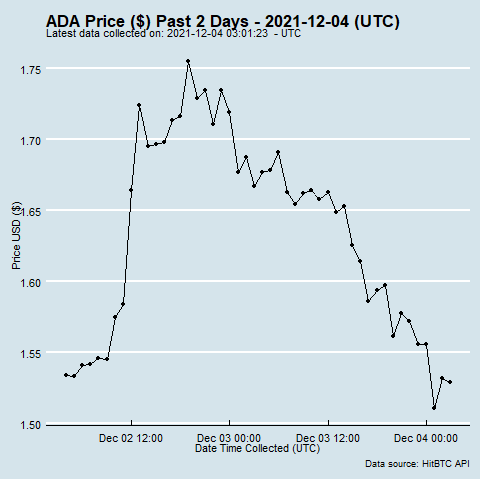 ADA Price ($) Past 2 Days - 2021-12-04 (UTC)
Latest data collected on: 2021-12-04 03:01:23 - UTC
1.75
1.70
1.65
1.60
1.55
1.50
Price USD ($)
Dec 02 12:00
Dec 03 00:00
Dec 03 12:00
Dec 04 00:00
Date Time Collected (UTC)
Data source: HitBTC API